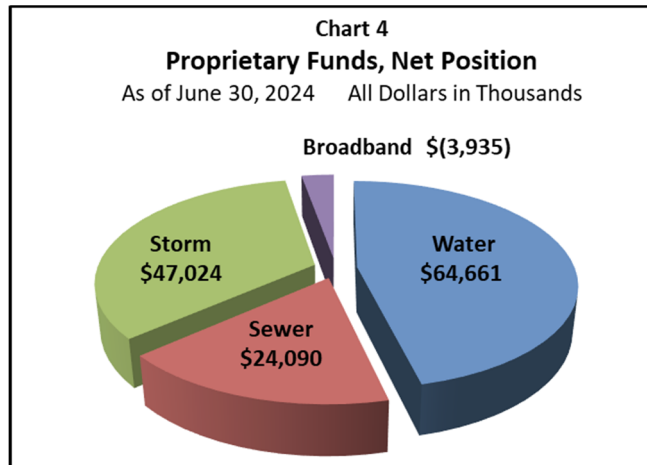 Chart 4
Proprietary Funds, Net Position
As of June 30, 2024 All Dollars in Thousands
Broadband $(3,935)
Storm
$47,024
Water
$64,661
Sewer
$24,090